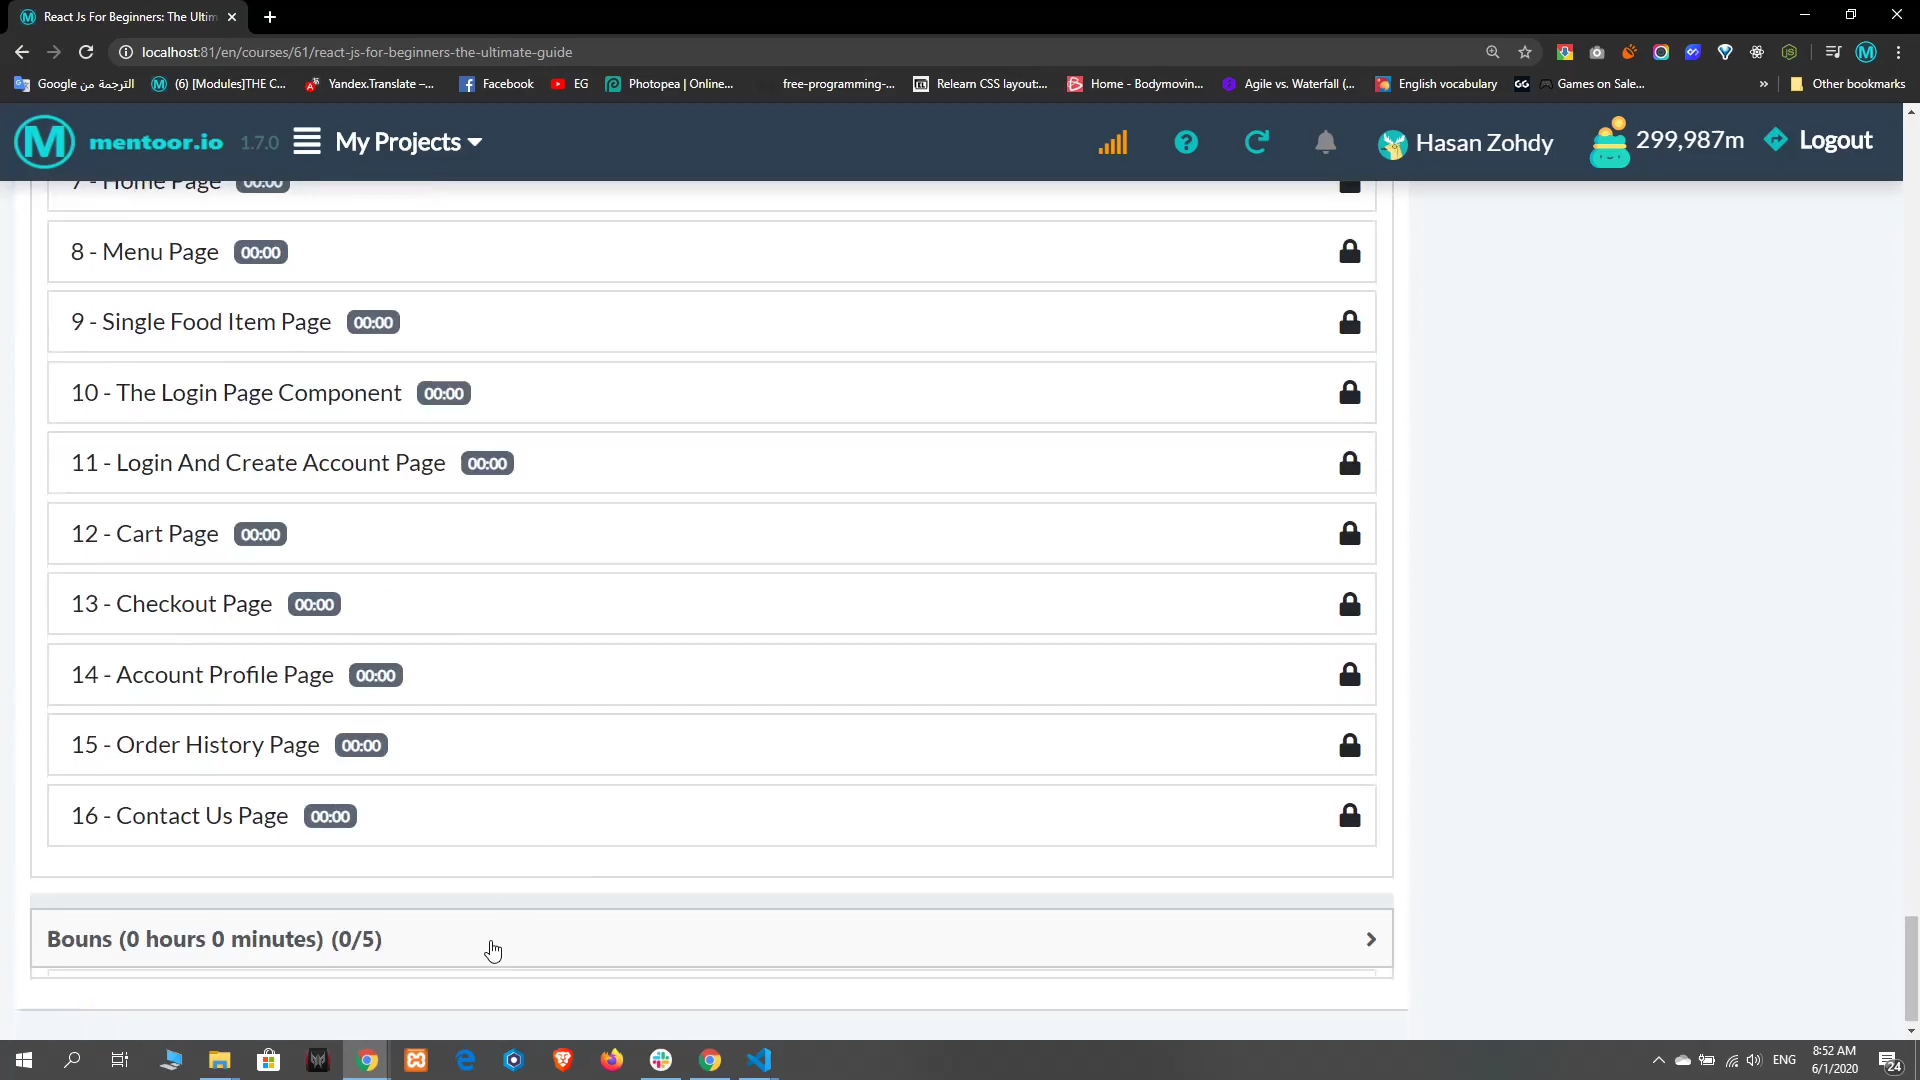 React Js For Beginners: The Ultim
localhost:81/en/courses/61/react-js-for-beginners-the-ultimate-guide
الترجمة من Google
(6) [Modules]THE C...
Yandex.Translate –...
Facebook
EG
Photopea | Online...
free-programming-...
Relearn CSS layout:...
Home - Bodymovin...
Agile vs. Waterfall (...
English vocabulary
Games on Sale...
»
Other bookmarks
mentoor.io 1.7.0
My Projects
Hasan Zohdy
299,987m
Logout
7 - Home Page 00:00
8 - Menu Page 00:00
9 - Single Food Item Page 00:00
10 - The Login Page Component 00:00
11 - Login And Create Account Page 00:00
12 - Cart Page 00:00
13 - Checkout Page 00:00
14 - Account Profile Page 00:00
15 - Order History Page 00:00
16 - Contact Us Page 00:00
Bouns (0 hours 0 minutes) (0/5)
ENG
8:52 AM
6/1/2020
24